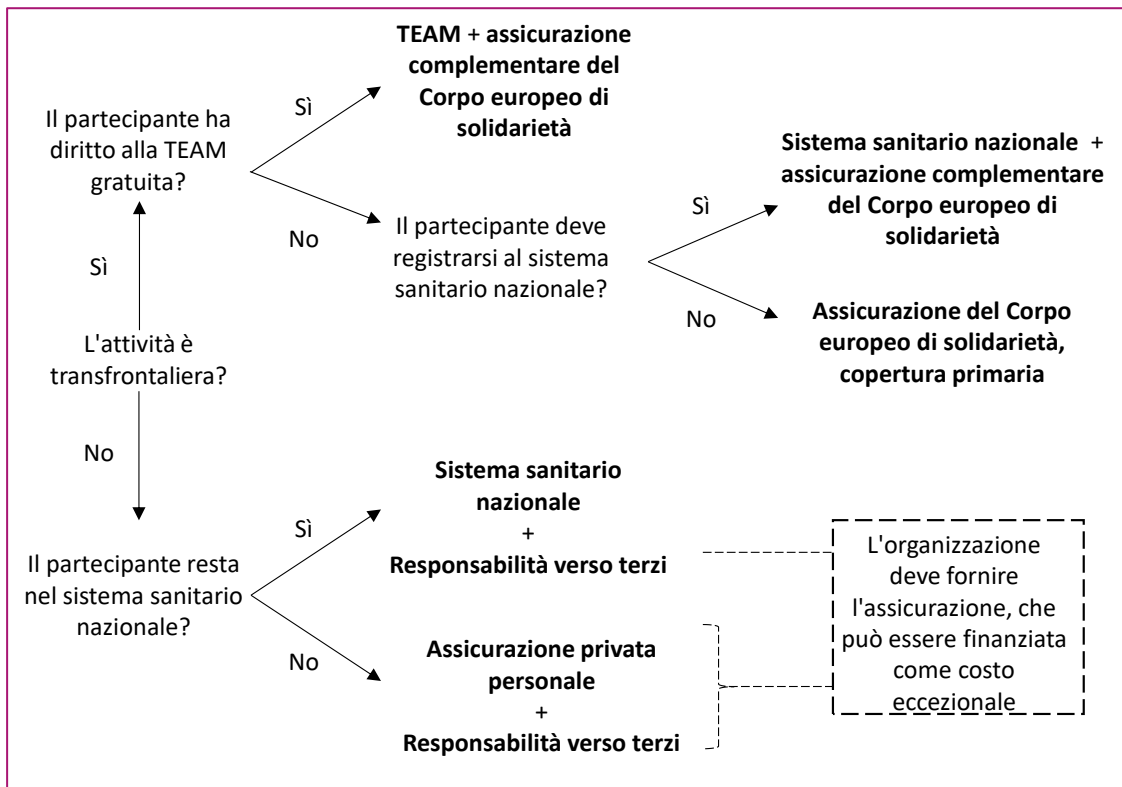 TEAM + assicurazione
complementare del
Corpo europeo di
solidarietà
Sì
Il partecipante ha
diritto alla TEAM
gratuita?
No
Il partecipante deve
registrarsi al sistema
sanitario nazionale?
Sì
Sistema sanitario nazionale +
assicurazione complementare
del Corpo europeo di
solidarietà
No
Assicurazione del Corpo
europeo di solidarietà,
copertura primaria
Sì
L'attività è
transfrontaliera?
No
Il partecipante resta
nel sistema sanitario
nazionale?
Sì
Sistema sanitario
nazionale
+
Responsabilità verso terzi
No
Assicurazione privata
personale
+
Responsabilità verso terzi
L'organizzazione
deve fornire
l'assicurazione, che
può essere finanziata
come costo
eccezionale